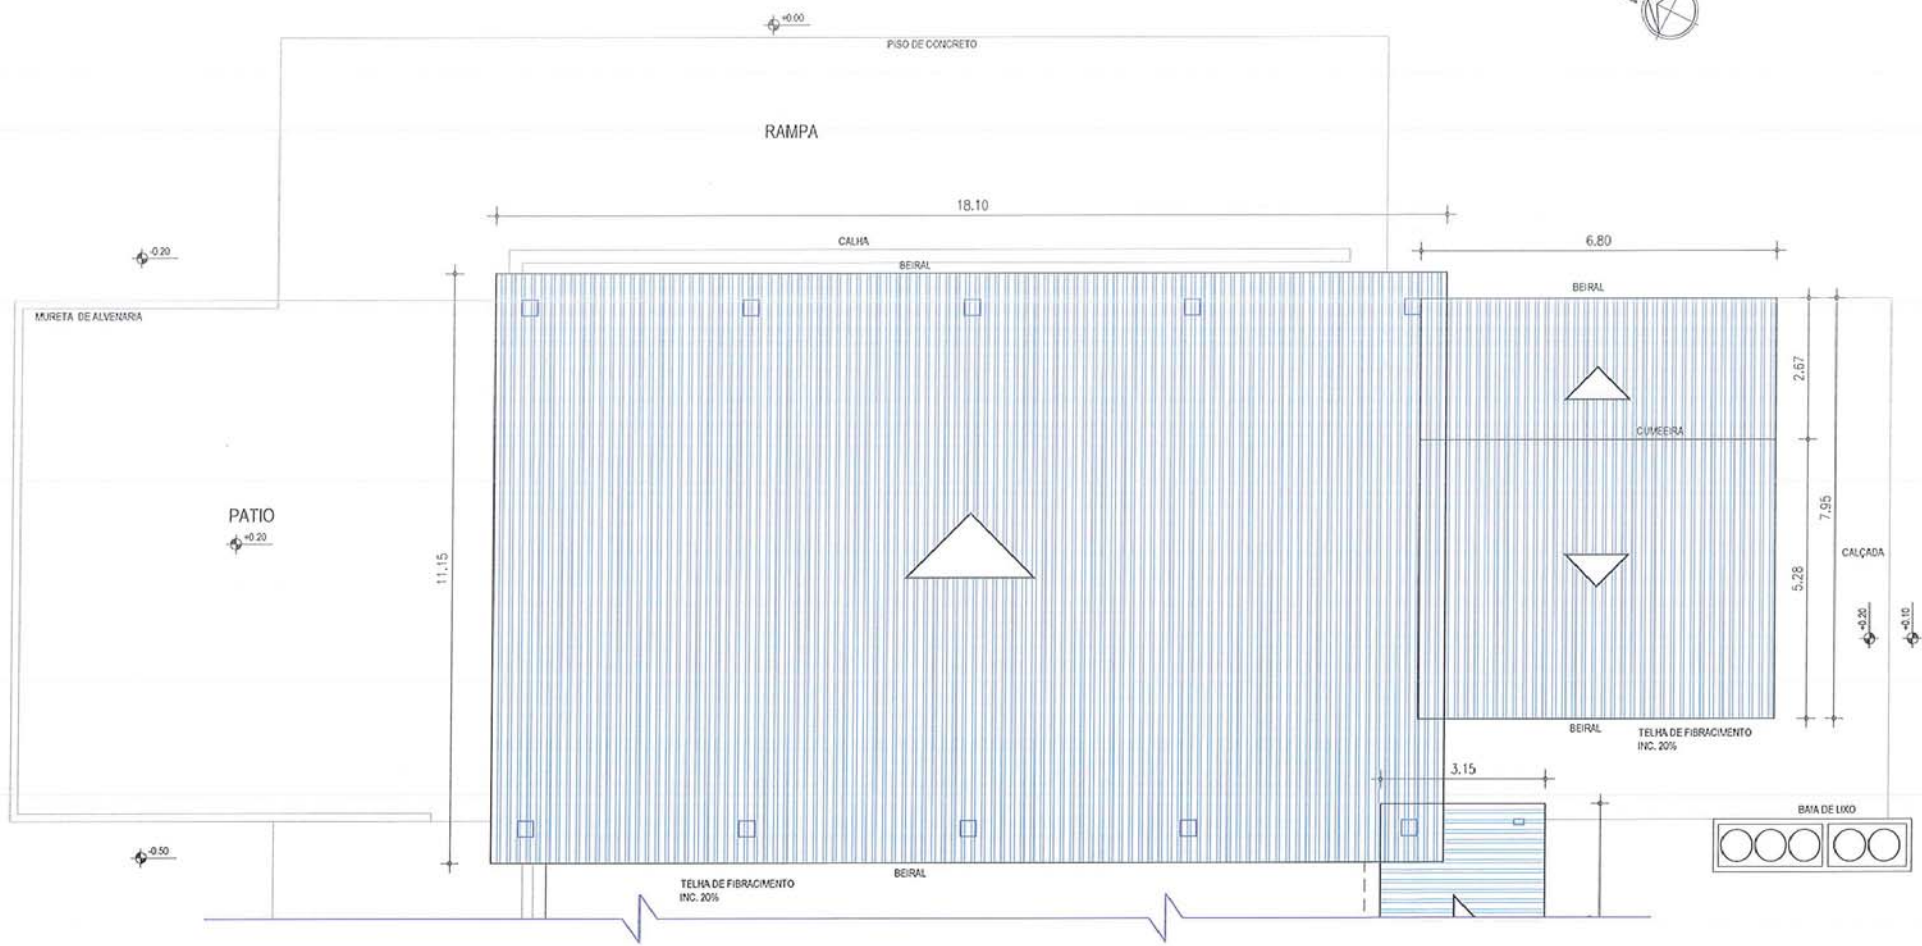 +0.00
PISO DE CONCRETO
RAMPA
18.10
-0.20
CALHA
6.80
BEIRAL
BEIRAL
MURETA DE ALVENARIA
2.67
CUMEEIRA
PATIO
+0.20
7.95
11.15
CALÇADA
5.28
+0.20
+0.10
BEIRAL
TELHA DE FIBRACIMENTO
INC. 20%
3.15
BAIA DE LIXO
-0.50
BEIRAL
TELHA DE FIBRACIMENTO
INC. 20%